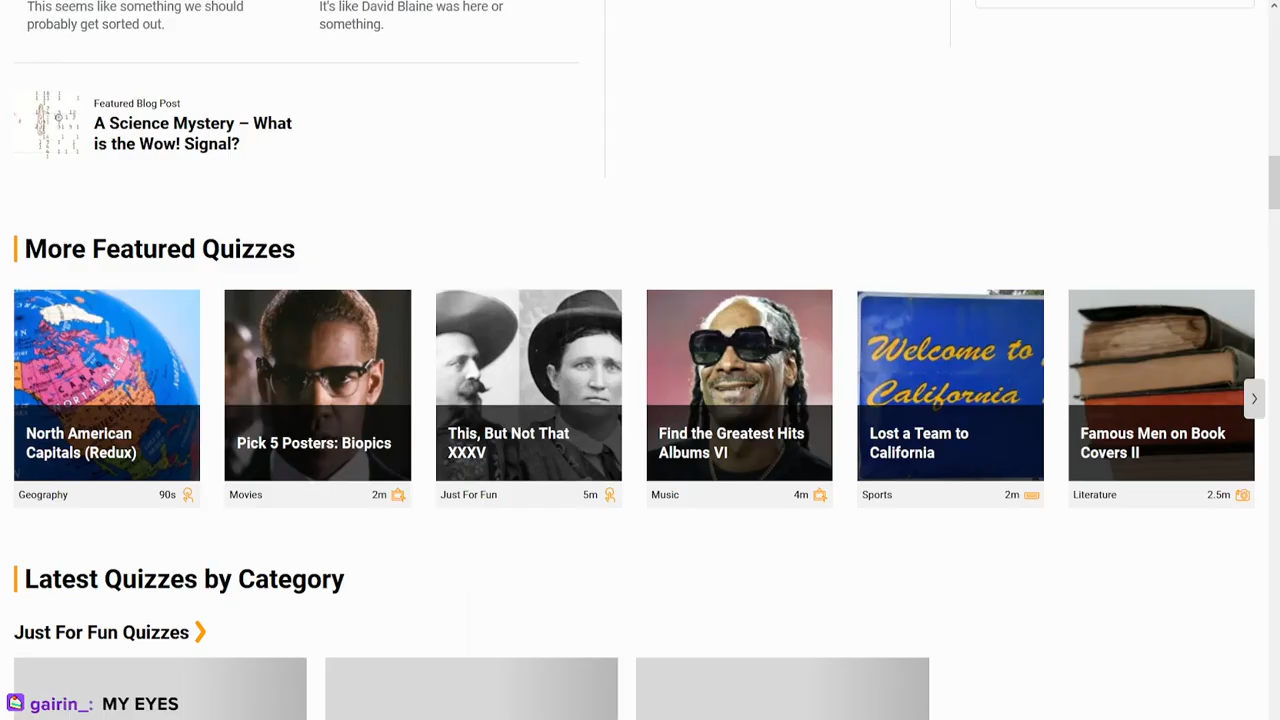 This seems like something we should
probably get sorted out.
It's like David Blaine was here or
something.
Featured Blog Post
A Science Mystery – What
is the Wow! Signal?
More Featured Quizzes
North American
Capitals (Redux)
Geography 90s
Pick 5 Posters: Biopics
Movies 2m
This, But Not That
XXXV
Just For Fun 5m
Find the Greatest Hits
Albums VI
Music 4m
Welcome to
California
Lost a Team to
California
Sports 2m
Famous Men on Book
Covers II
Literature 2.5m
Latest Quizzes by Category
Just For Fun Quizzes
gairin_: MY EYES